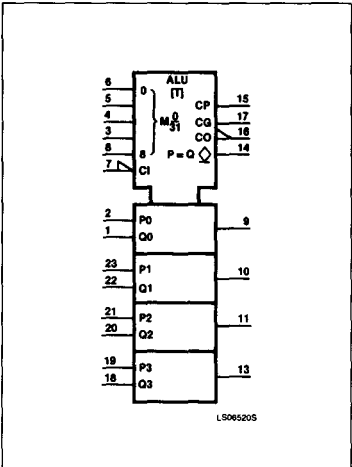 ALU
[T]
6 0 CP 15
5 CG 17
4 M 0/31 CO 16
3 P=Q 14
8 8
7 CI
2 P0 9
1 Q0
23 P1 10
22 Q1
21 P2 11
20 Q2
19 P3 13
18 Q3
LS06520S